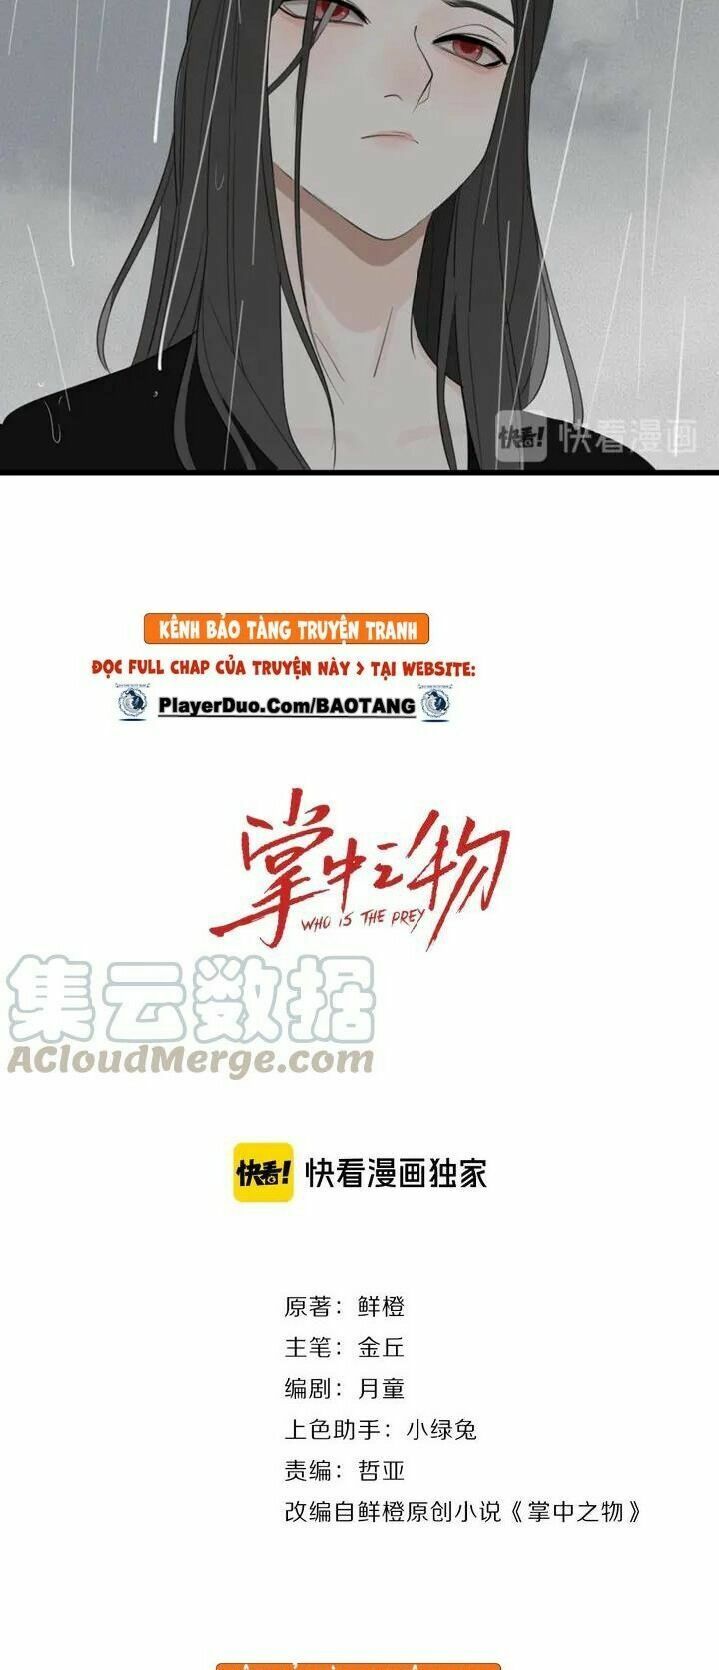 快看! 快看漫画
KÊNH BẢO TÀNG TRUYỆN TRANH
ĐỌC FULL CHAP CỦA TRUYỆN NÀY > TẠI WEBSITE:
PlayerDuo.Com/BAOTANG
掌中之物
WHO IS THE PREY
集云数据
ACloudMerge.com
快看! 快看漫画独家
原著：鲜橙
主笔：金丘
编剧：月童
上色助手：小绿兔
责编：哲亚
改编自鲜橙原创小说《掌中之物》